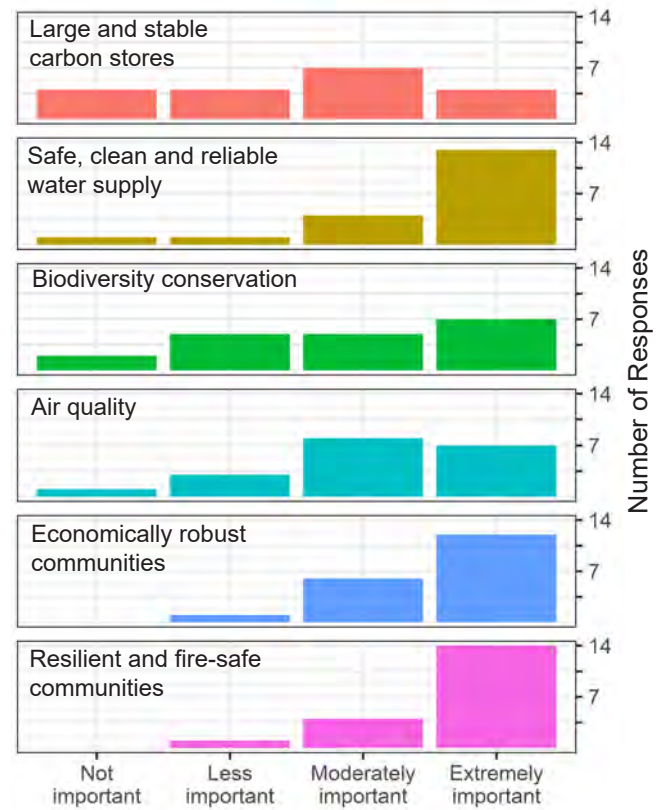 Large and stable
carbon stores
14
7
Safe, clean and reliable
water supply
14
7
Biodiversity conservation
14
7
Air quality
14
7
Economically robust
communities
14
7
Resilient and fire-safe
communities
14
7
Number of Responses
Not Less Moderately Extremely
important important important important